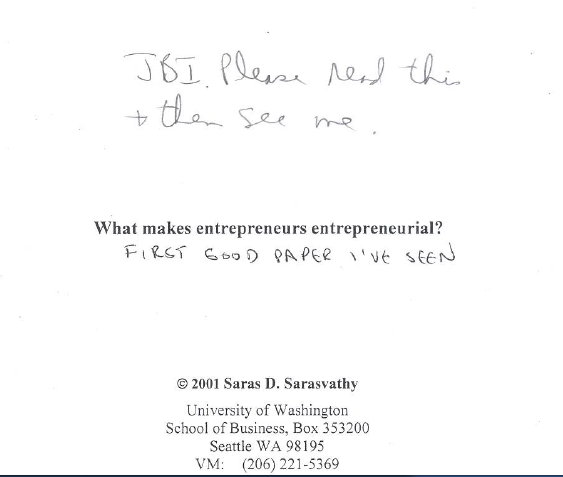 JBI. Please read this
+ then see me.
What makes entrepreneurs entrepreneurial?
FIRST GOOD PAPER I'VE SEEN
© 2001 Saras D. Sarasvathy
University of Washington
School of Business, Box 353200
Seattle WA 98195
VM: (206) 221-5369